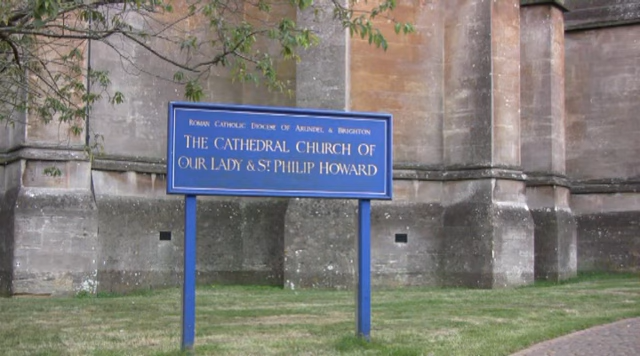 Roman Catholic Diocese of Arundel & Brighton
The Cathedral Church of
Our Lady & St Philip Howard